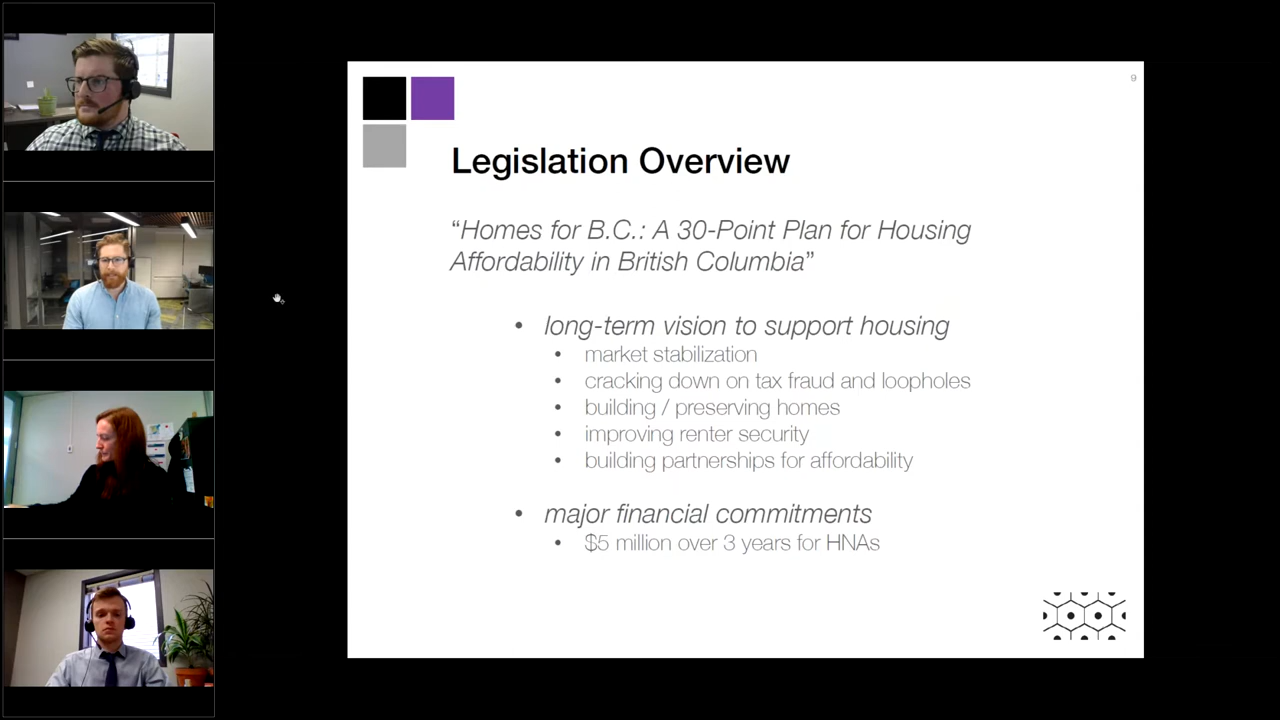 9
Legislation Overview
“Homes for B.C.: A 30-Point Plan for Housing
Affordability in British Columbia”
• long-term vision to support housing
• market stabilization
• cracking down on tax fraud and loopholes
• building / preserving homes
• improving renter security
• building partnerships for affordability
• major financial commitments
• $5 million over 3 years for HNAs